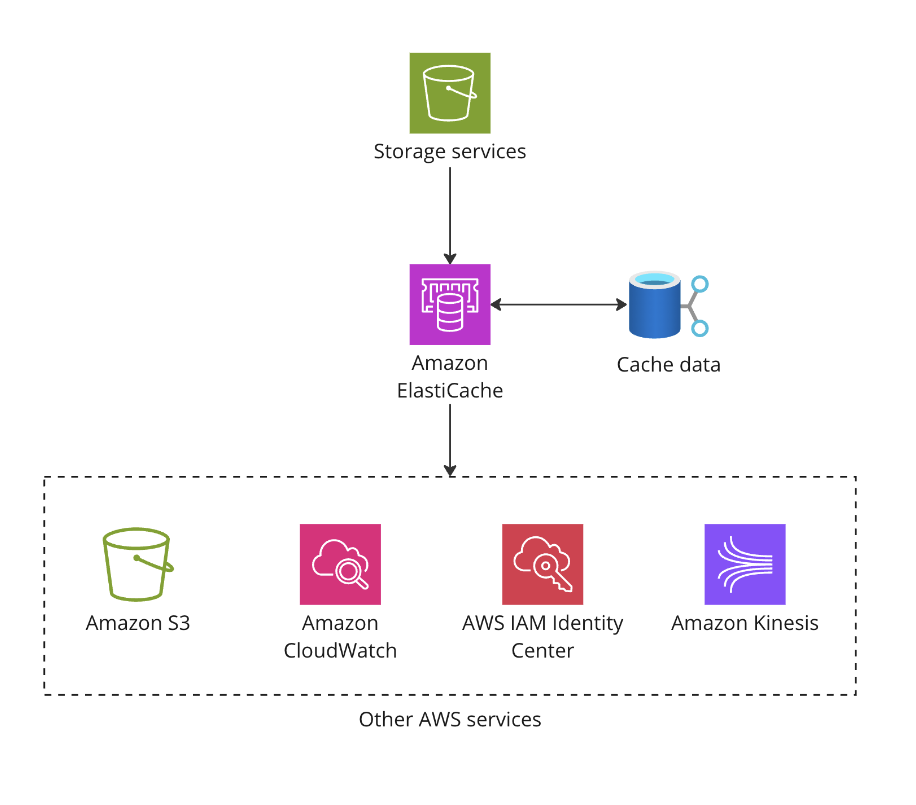 Storage services
Amazon
ElastiCache
Cache data
Amazon S3
Amazon
CloudWatch
AWS IAM Identity
Center
Amazon Kinesis
Other AWS services